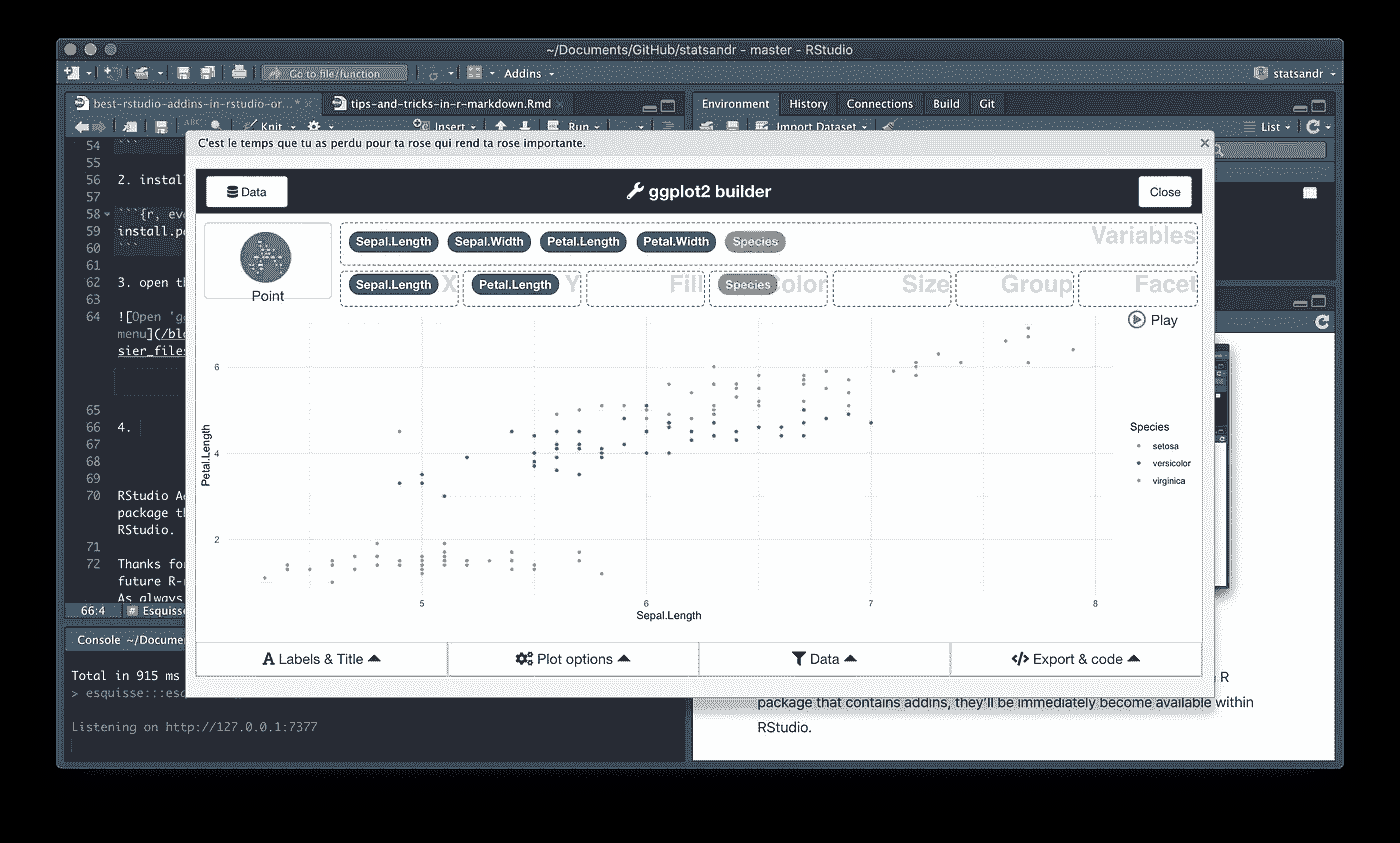 ~/Documents/GitHub/statsandr - master - RStudio
Go to file/function
Addins
statsandr
best-rstudio-addins-in-rstudio-or...*
tips-and-tricks-in-r-markdown.Rmd
Environment
History
Connections
Build
Git
ABC
Knit
Insert
Run
Import Dataset
List
C'est le temps que tu as perdu pour ta rose qui rend ta rose importante.
Data
ggplot2 builder
Close
Point
Sepal.Length
Sepal.Width
Petal.Length
Petal.Width
Species
Variables
Sepal.Length
X
Petal.Length
Y
Fill
Species
olor
Size
Group
Facet
Play
Petal.Length
6
4
2
5
6
7
8
Sepal.Length
Species
setosa
versicolor
virginica
Labels & Title
Plot options
Data
Export & code
54 ```
55
56 2. instal
57
58 ```{r, eve
59 install.pa
60 ```
61
62 3. open th
63
64 ![Open 'gg
menu](/blo
sier_files
65
66 4.
67
68
69
70 RStudio Ad
package th
RStudio.
71
72 Thanks for
future R-r
As always
66:4
# Esquiss
Console ~/Docume
Total in 915 ms
> esquisse:::esq
Listening on http://127.0.0.1:7377
R
package that contains addins, they'll be immediately become available within
RStudio.